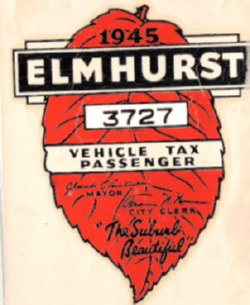 1945
ELMHURST
3727
VEHICLE TAX
PASSENGER
MAYOR
CITY CLERK
"The Suburb
Beautiful"